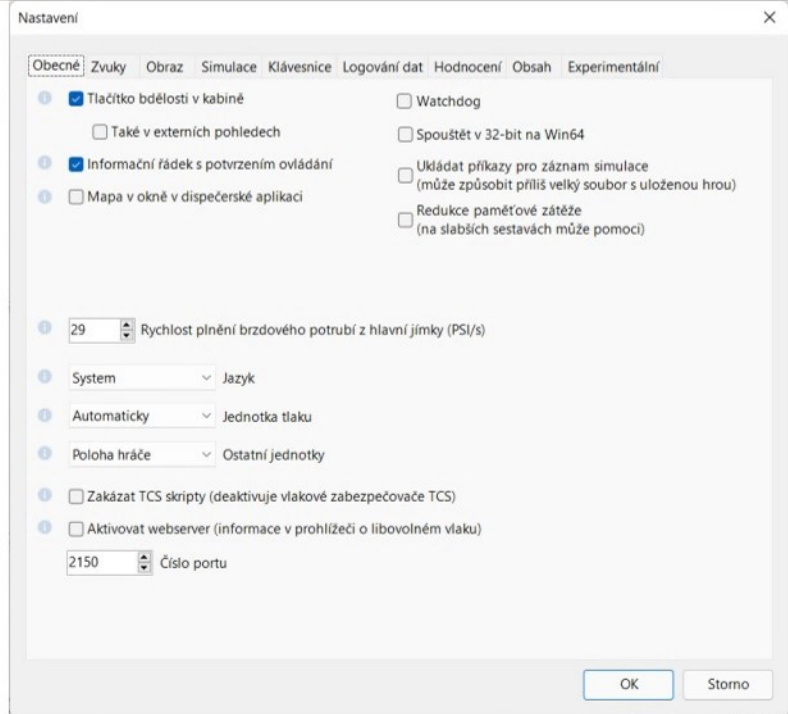 Nastavení
Obecné Zvuky Obraz Simulace Klávesnice Logování dat Hodnocení Obsah Experimentální
Tlačítko bdělosti v kabině
Také v externích pohledech
Informační řádek s potvrzením ovládání
Mapa v okně v dispečerské aplikaci
Watchdog
Spouštět v 32-bit na Win64
Ukládat příkazy pro záznam simulace
(může způsobit příliš velký soubor s uloženou hrou)
Redukce paměťové zátěže
(na slabších sestavách může pomoci)
29 Rychlost plnění brzdového potrubí z hlavní jímky (PSI/s)
System Jazyk
Automaticky Jednotka tlaku
Poloha hráče Ostatní jednotky
Zakázat TCS skripty (deaktivuje vlakové zabezpečovače TCS)
Aktivovat webserver (informace v prohlížeči o libovolném vlaku)
2150 Číslo portu
OK Storno